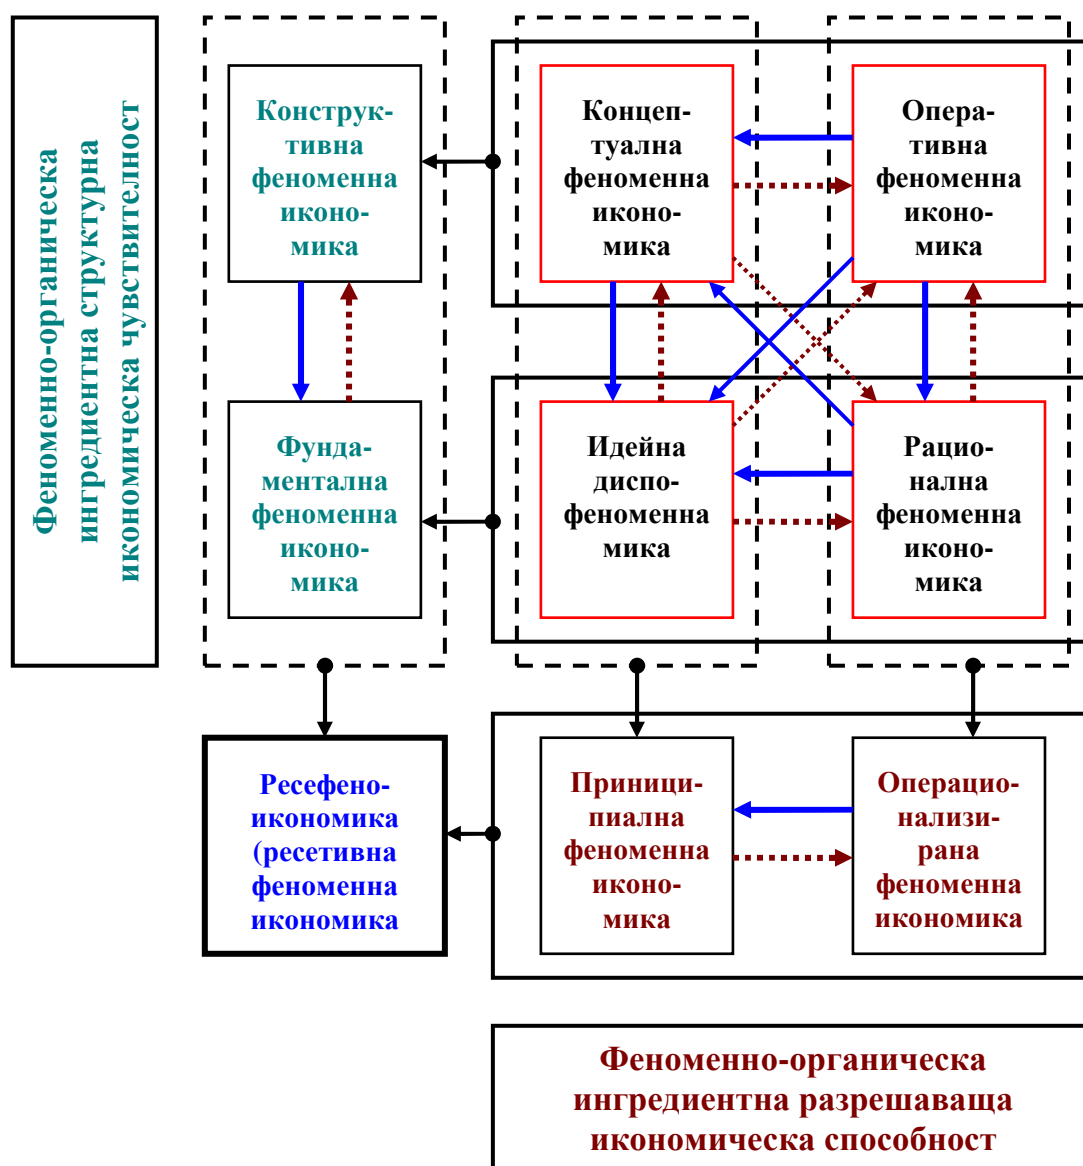 Феноменно-органическа
ингредиентна структурна
икономическа чувствителност
Конструк-
тивна
феноменна
иконо-
мика
Концеп-
туална
феноменна
иконо-
мика
Опера-
тивна
феноменна
иконо-
мика
Фунда-
ментална
феноменна
иконо-
мика
Идейна
диспо-
феноменна
мика
Рацио-
нална
феноменна
иконо-
мика
Ресефено-
икономика
(ресетивна
феноменна
икономика
Приници-
пиална
феноменна
иконо-
мика
Операцио-
нализи-
рана
феноменна
икономика
Феноменно-органическа
ингредиентна разрешаваща
икономическа способност